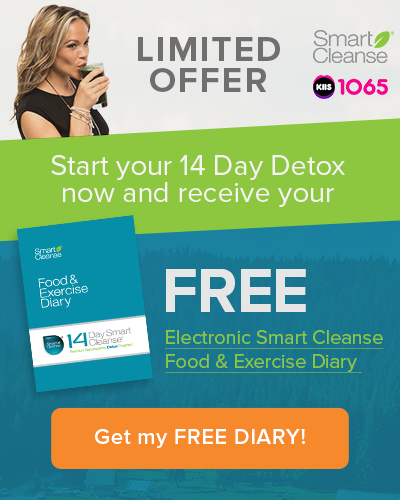 LIMITED
OFFER
Smart
Cleanse
KIIS 1065
Start your 14 Day Detox
now and receive your
Smart
Cleanse
Food &
Exercise
Diary
14 Day Smart
Cleanse
FREE
Electronic Smart Cleanse
Food & Exercise Diary
Get my FREE DIARY!